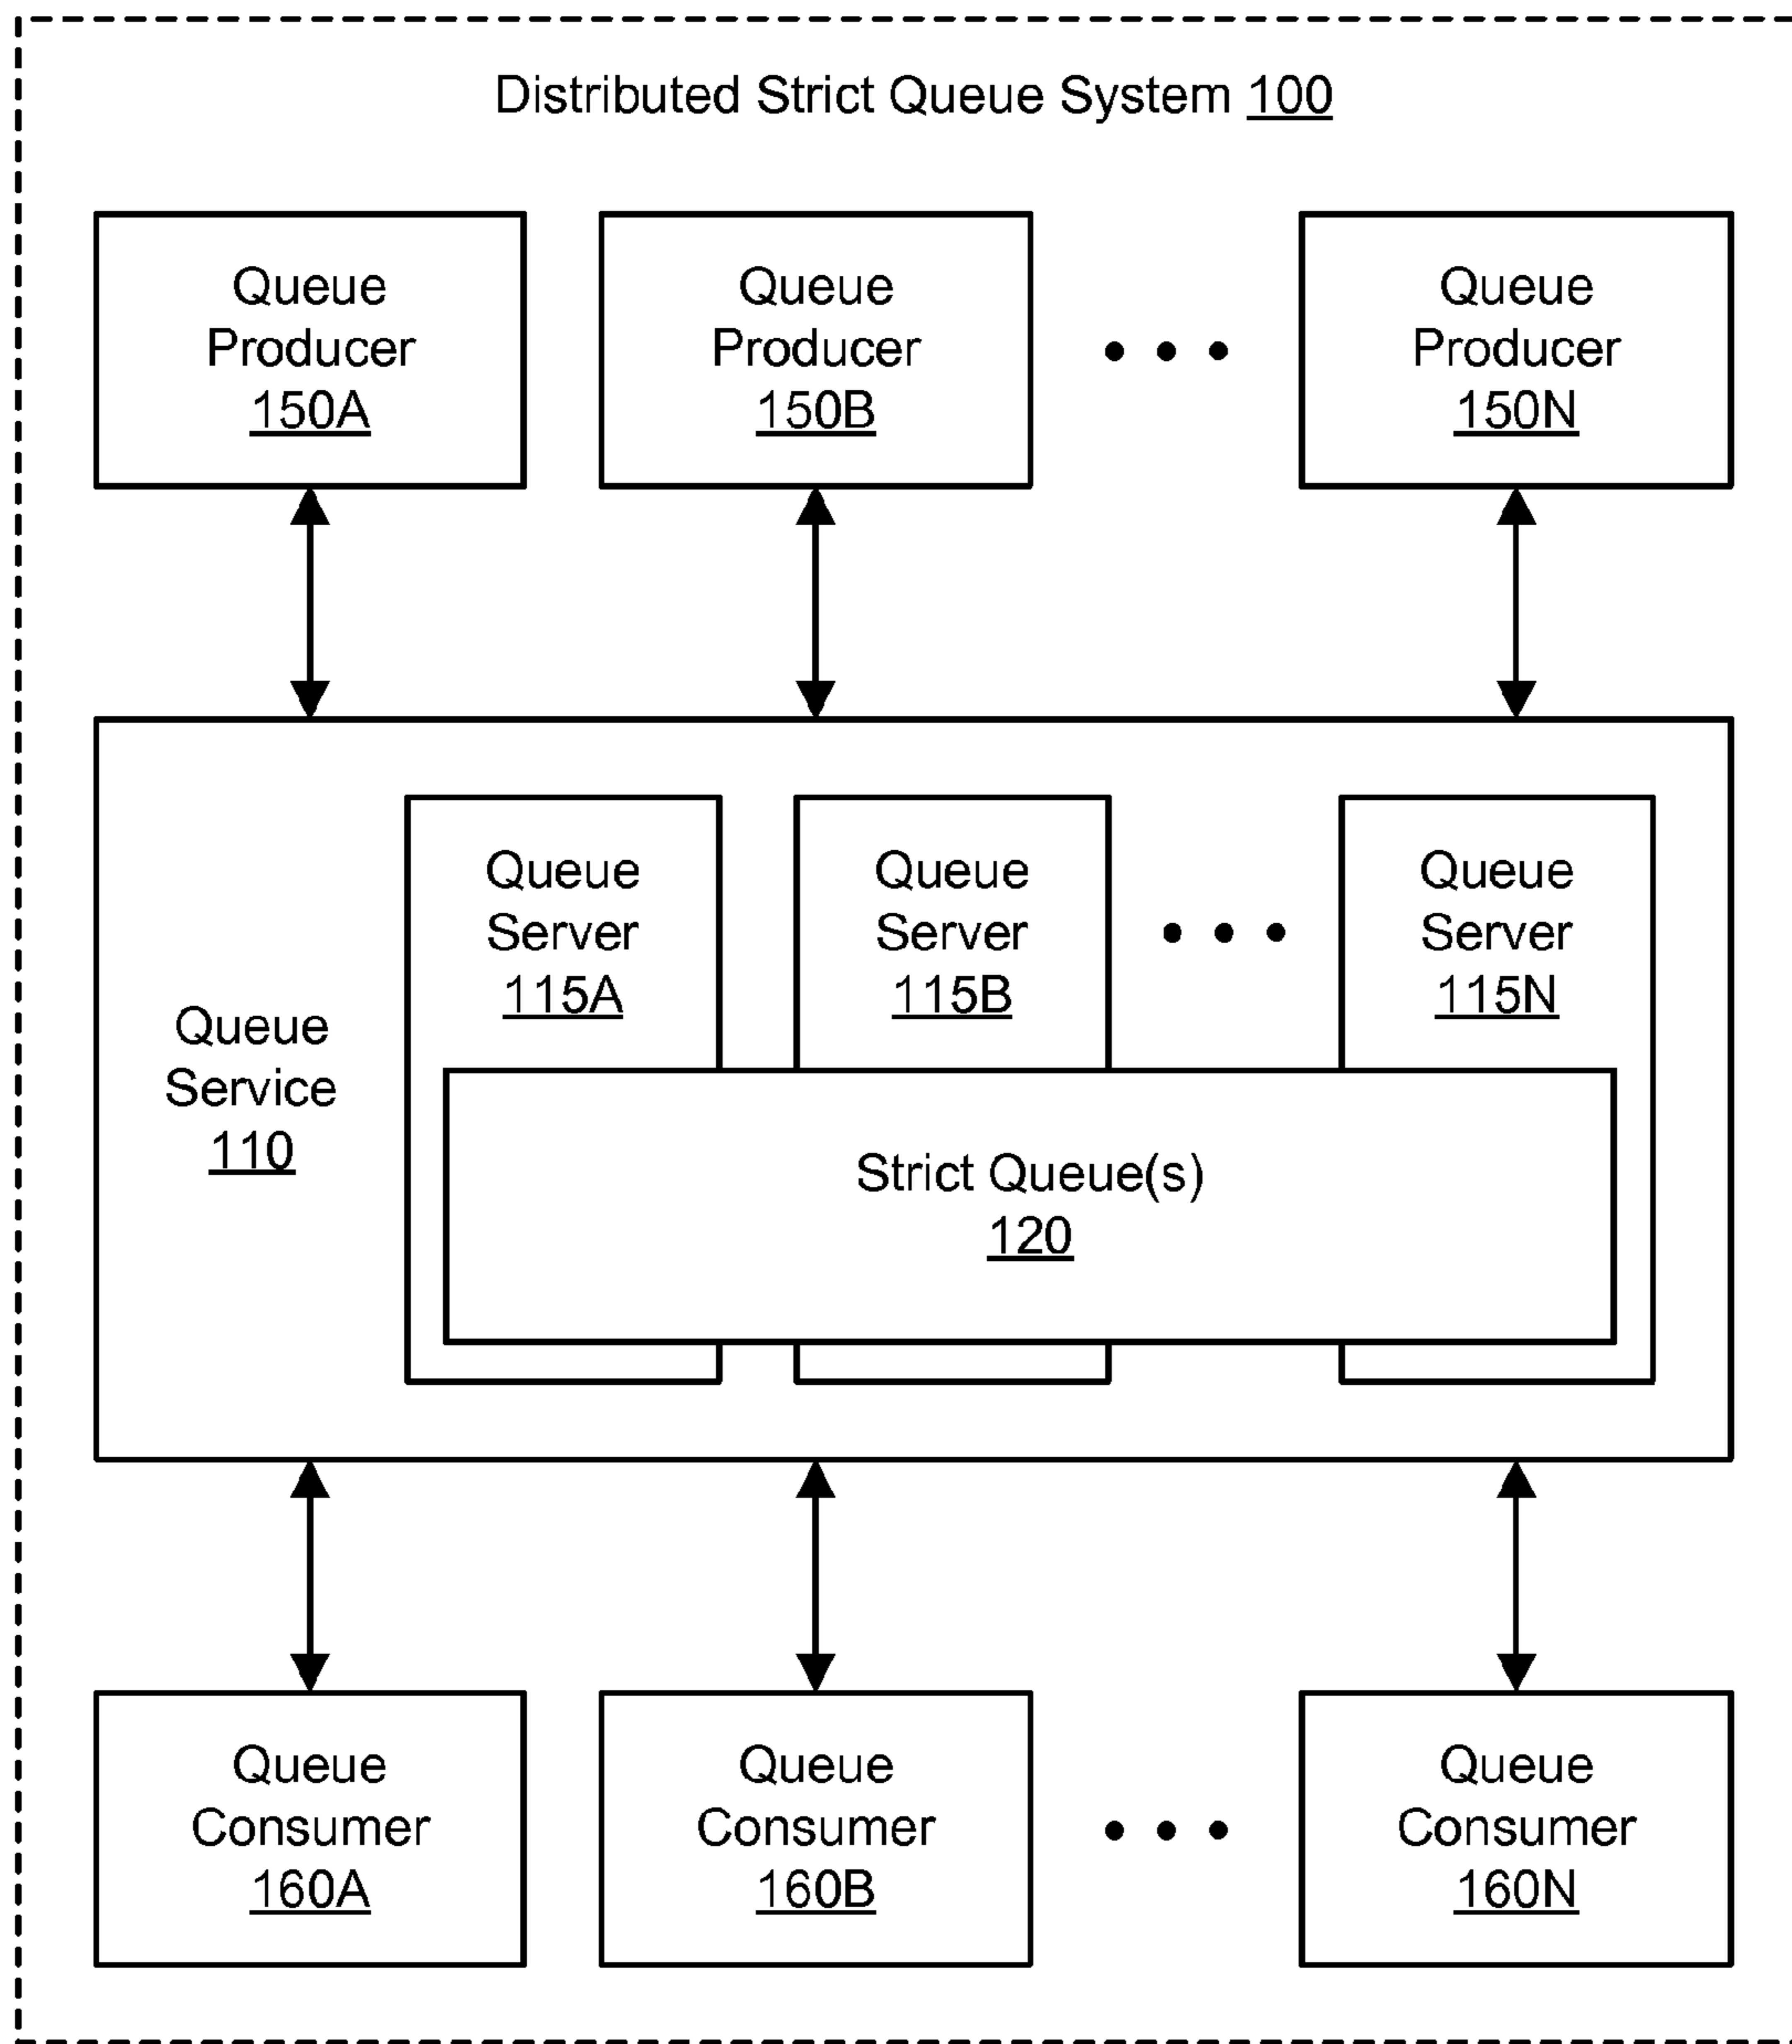 Distributed Strict Queue System 100
Queue
Producer
150A
Queue
Producer
150B
• • •
Queue
Producer
150N
Queue
Service
110
Queue
Server
115A
Queue
Server
115B
• • •
Queue
Server
115N
Strict Queue(s)
120
Queue
Consumer
160A
Queue
Consumer
160B
• • •
Queue
Consumer
160N